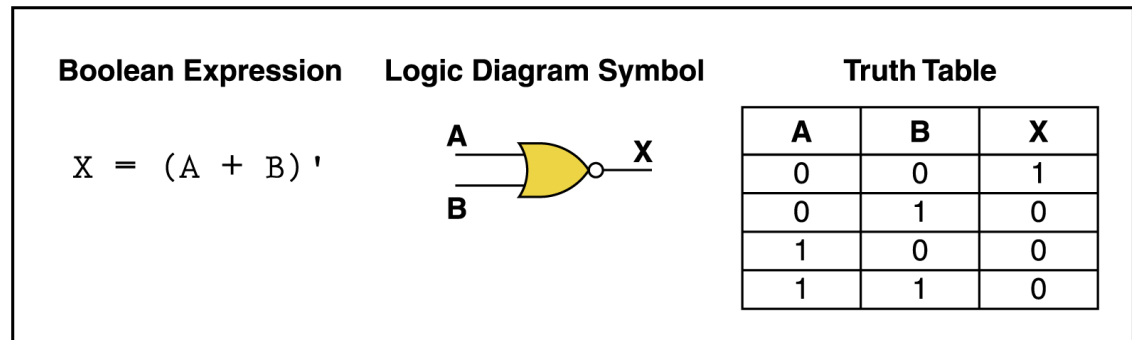 Boolean Expression
Logic Diagram Symbol
Truth Table
X = (A + B)'
A
B
X
A B X
0 0 1
0 1 0
1 0 0
1 1 0